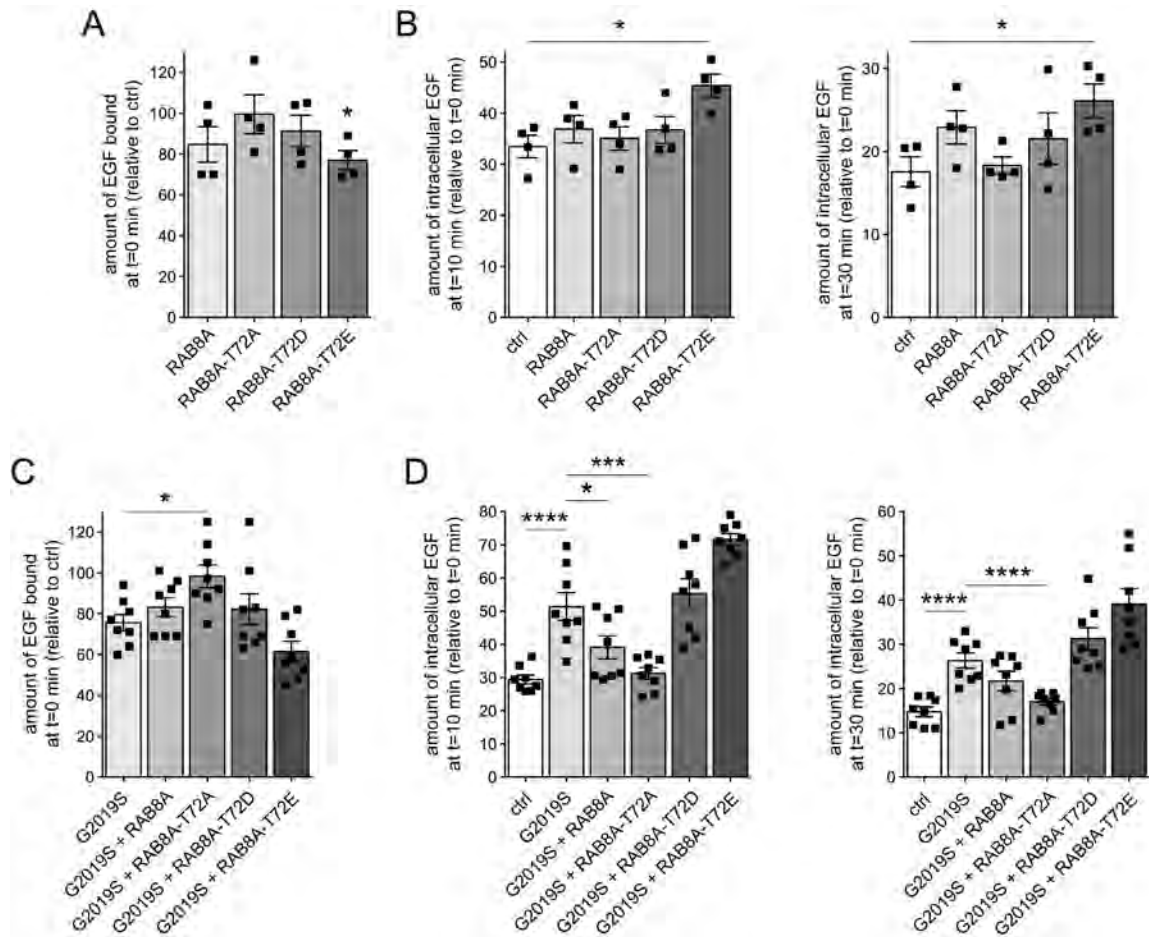 A
amount of EGF bound
at t=0 min (relative to ctrl)
120
100
80
60
40
20
0
*
RAB8A
RAB8A-T72A
RAB8A-T72D
RAB8A-T72E
B
amount of intracellular EGF
at t=10 min (relative to t=0 min)
50
40
30
20
10
0
*
ctrl
RAB8A
RAB8A-T72A
RAB8A-T72D
RAB8A-T72E
amount of intracellular EGF
at t=30 min (relative to t=0 min)
30
20
10
0
*
ctrl
RAB8A
RAB8A-T72A
RAB8A-T72D
RAB8A-T72E
C
amount of EGF bound
at t=0 min (relative to ctrl)
120
100
80
60
40
20
0
*
G2019S
G2019S + RAB8A
G2019S + RAB8A-T72A
G2019S + RAB8A-T72D
G2019S + RAB8A-T72E
D
amount of intracellular EGF
at t=10 min (relative to t=0 min)
80
70
60
50
40
30
20
10
0
***
*
****
ctrl
G2019S
G2019S + RAB8A
G2019S + RAB8A-T72A
G2019S + RAB8A-T72D
G2019S + RAB8A-T72E
amount of intracellular EGF
at t=30 min (relative to t=0 min)
60
50
40
30
20
10
0
****
****
ctrl
G2019S
G2019S + RAB8A
G2019S + RAB8A-T72A
G2019S + RAB8A-T72D
G2019S + RAB8A-T72E